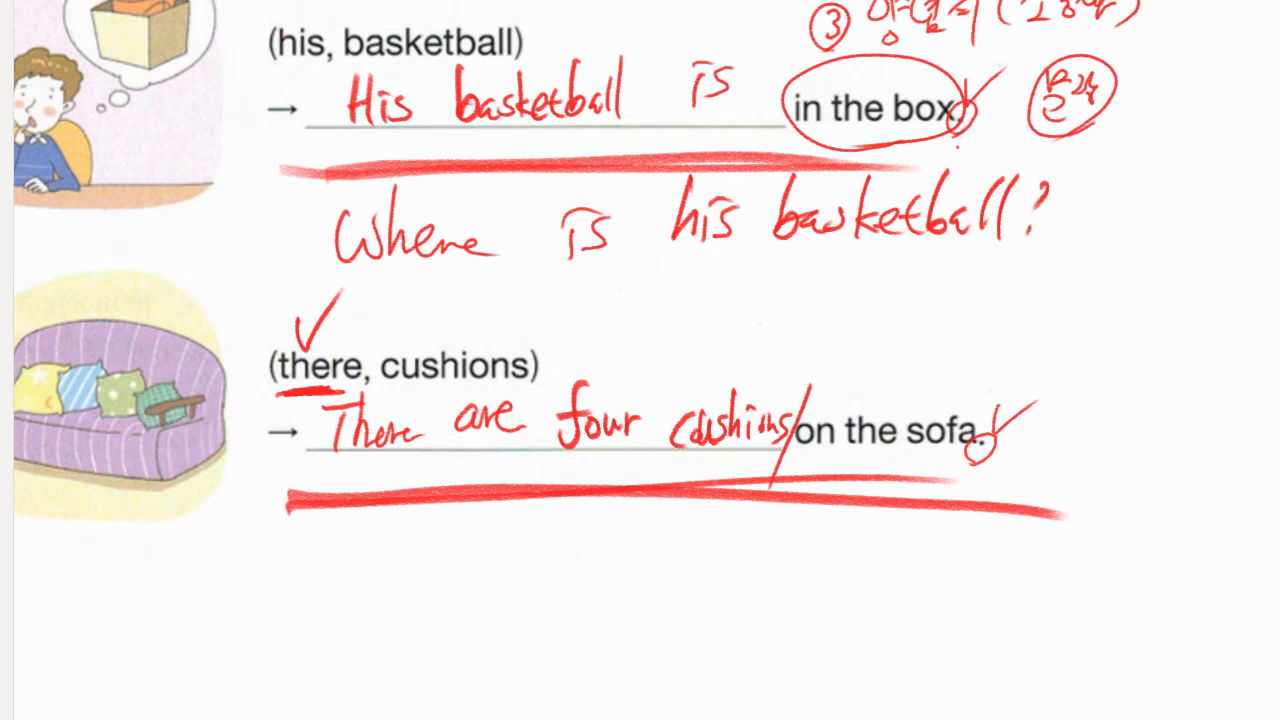 ③
(his, basketball)
→ His basketball is in the box.
Where is his basketball?
(there, cushions)
→ There are four cushions on the sofa.